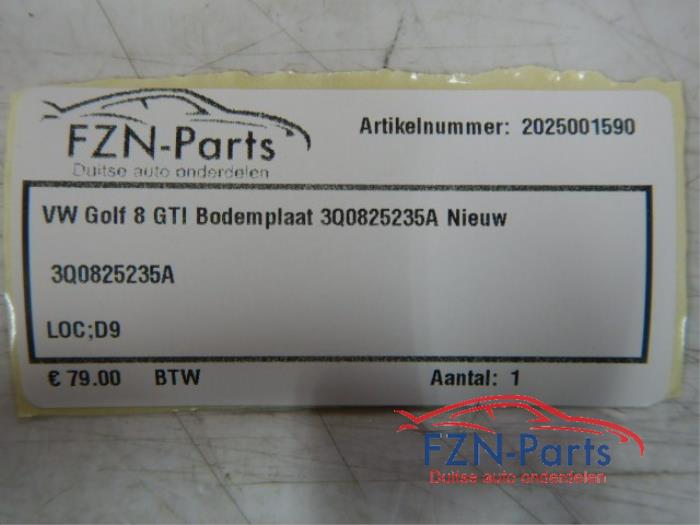 FZN-Parts
Duitse auto onderdelen
Artikelnummer: 2025001590
VW Golf 8 GTI Bodemplaat 3Q0825235A Nieuw
3Q0825235A
LOC;D9
€ 79.00 BTW Aantal: 1
FZN-Parts
Duitse auto onderdelen